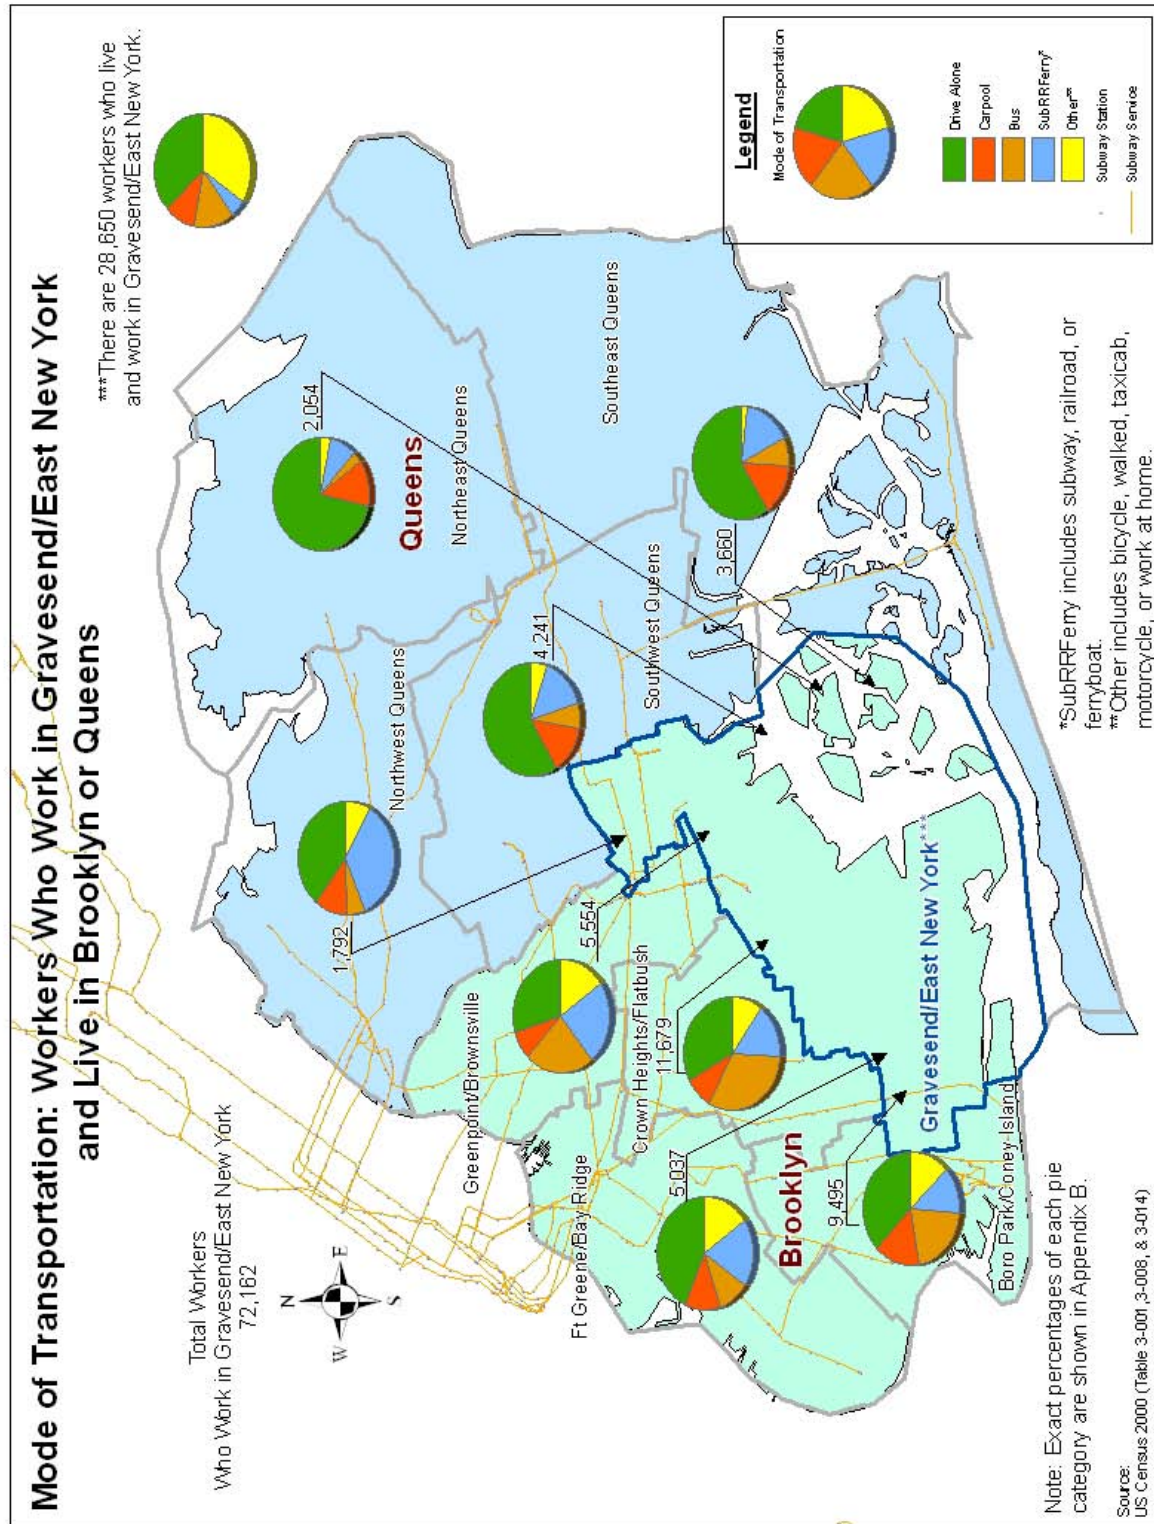 Mode of Transportation: Workers Who Work in Gravesend/East New York
and Live in Brooklyn or Queens
Total Workers
Who Work in Gravesend/East New York
72,162
***There are 28,650 workers who live
and work in Gravesend/East New York.
N
W
E
S
1,792
2,054
Northwest Queens
Queens
Northeast Queens
4,241
Greenpoint/Brownsville
5,554
Southwest Queens
Southeast Queens
3,660
Ft Greene/Bay Ridge
Crown Heights/Flatbush
11,679
5,037
Brooklyn
9,495
Gravesend/East New York***
Boro Park/Coney Island
Legend
Mode of Transportation
Drive Alone
Carpool
Bus
SubRRFerry*
Other**
Subway Station
Subway Service
Note: Exact percentages of each pie
category are shown in Appendix B.
Source:
US Census 2000 (Table 3-001,3-008, & 3-014)
*SubRRFerry includes subway, railroad, or
ferryboat.
**Other includes bicycle, walked, taxicab,
motorcycle, or work at home.